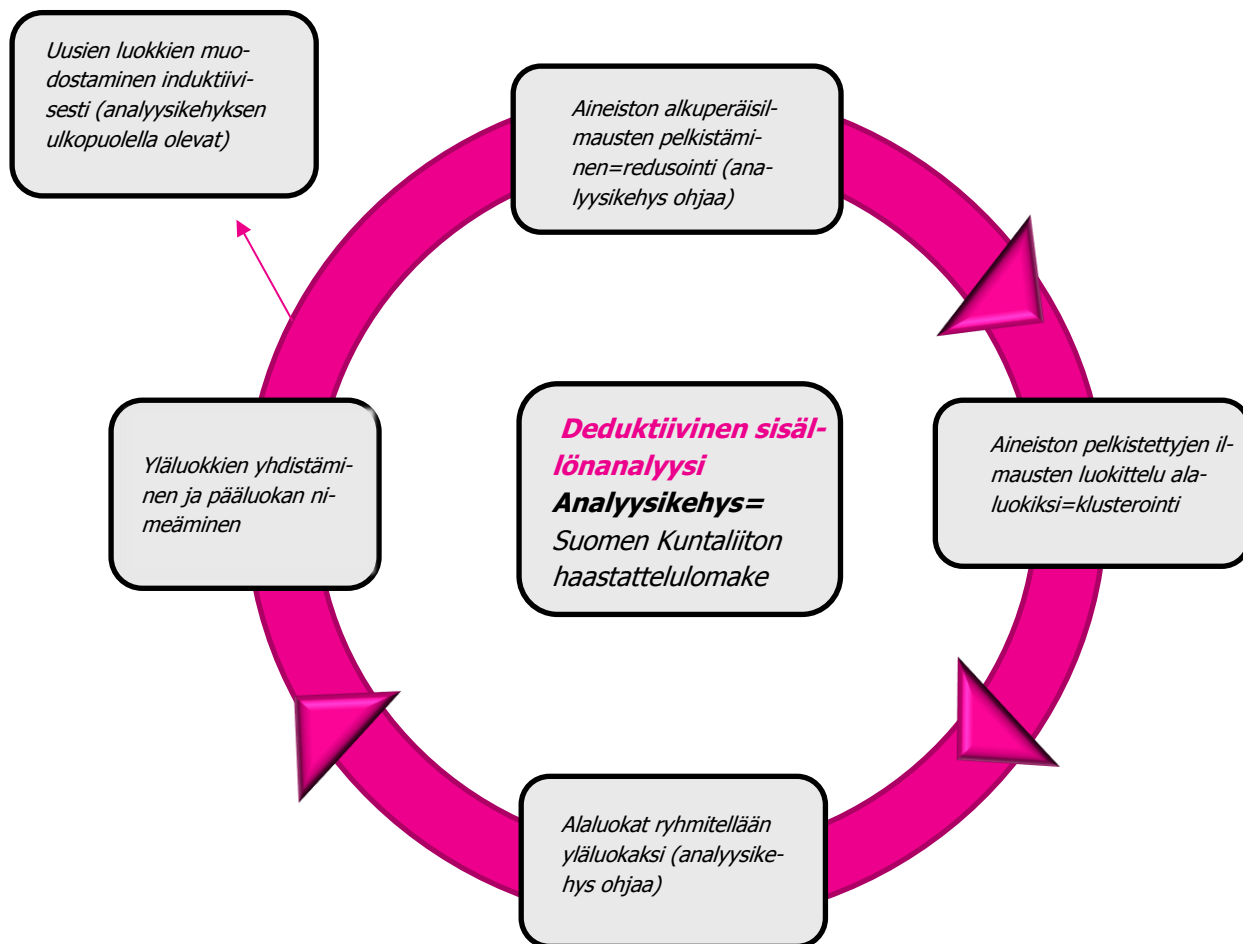 Uusien luokkien muo-
dostaminen induktiivi-
sesti (analyysikehyksen
ulkopuolella olevat)
Aineiston alkuperäisil-
mausten pelkistämi-
nen=redusointi (ana-
lyysikehys ohjaa)
Aineiston pelkistettyjen il-
mausten luokittelu ala-
luokiksi=klusterointi
Alaluokat ryhmitellään
yläluokaksi (analyysike-
hys ohjaa)
Yläluokkien yhdistämi-
nen ja pääluokan ni-
meäminen
Deduktiivinen sisäl-
lönanalyysi
Analyysikehys=
Suomen Kuntaliiton
haastattelulomake